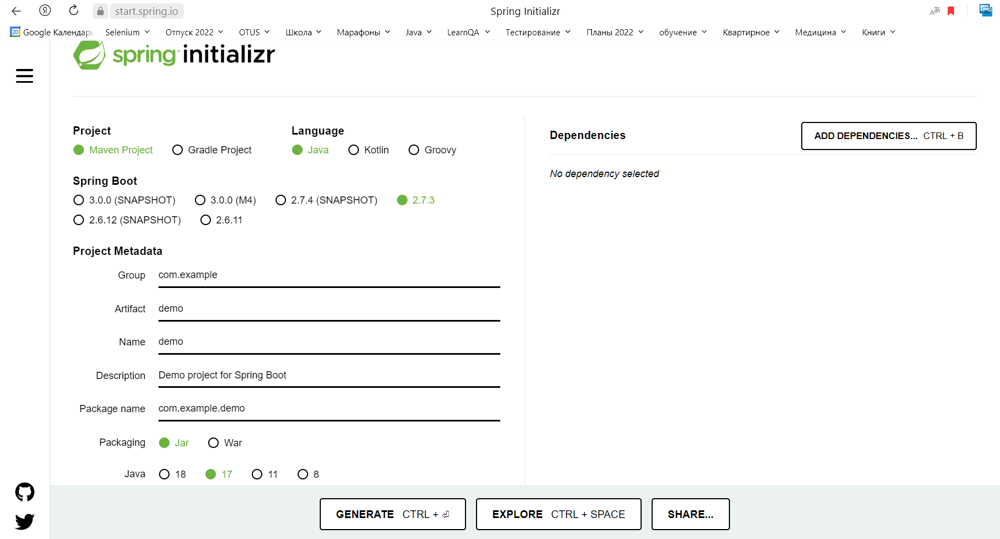 start.spring.io Spring Initializr
20 Google Календарь Selenium Отпуск 2022 OTUS Школа Марафоны Java LearnQA Тестирование Планы 2022 обучение Квартирное Медицина Книги
spring initializr
Project Language
Maven Project Gradle Project Java Kotlin Groovy
Spring Boot
3.0.0 (SNAPSHOT) 3.0.0 (M4) 2.7.4 (SNAPSHOT) 2.7.3
2.6.12 (SNAPSHOT) 2.6.11
Project Metadata
Group com.example
Artifact demo
Name demo
Description Demo project for Spring Boot
Package name com.example.demo
Packaging Jar War
Java 18 17 11 8
Dependencies ADD DEPENDENCIES... CTRL + B
No dependency selected
GENERATE CTRL + ⏎ EXPLORE CTRL + SPACE SHARE...